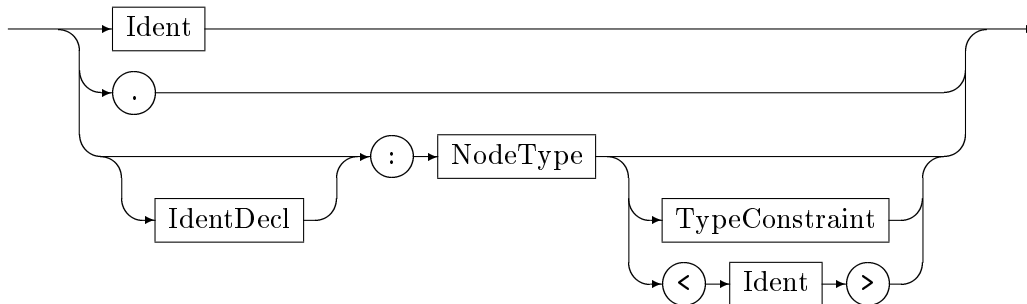 Ident
.
: NodeType
IdentDecl TypeConstraint
< Ident >